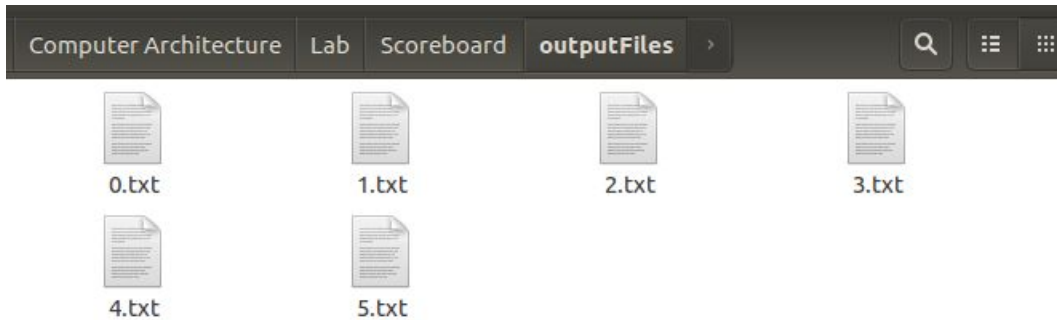 Computer Architecture Lab Scoreboard outputFiles
0.txt 1.txt 2.txt 3.txt
4.txt 5.txt